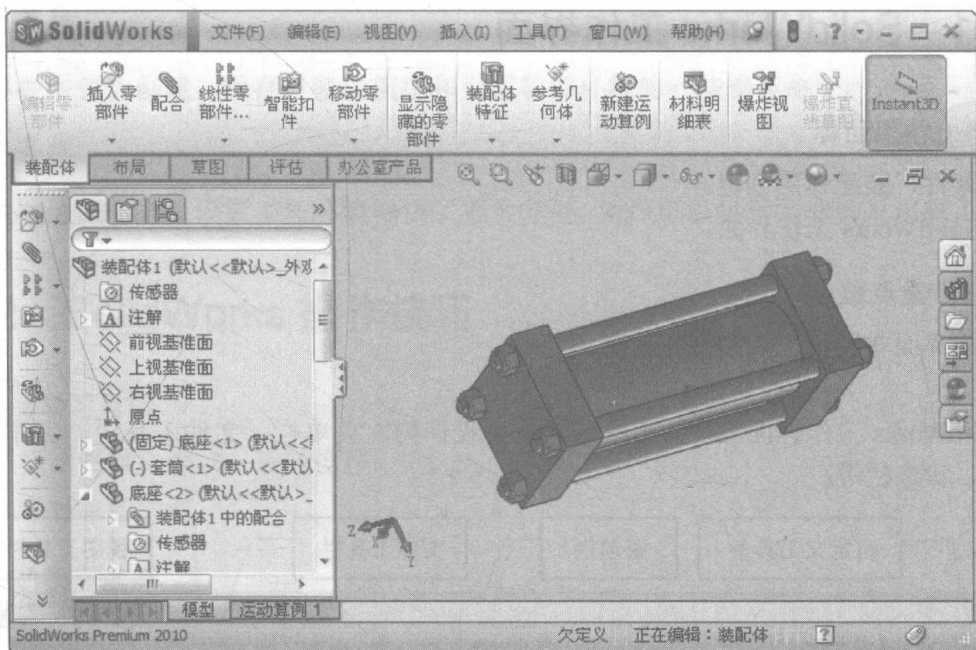 SolidWorks 文件(F) 编辑(E) 视图(V) 插入(I) 工具(T) 窗口(W) 帮助(H)
编辑零部件 插入零部件 配合 线性零部件... 智能扣件 移动零部件 显示隐藏的零部件 装配体特征 参考几何体 新建运动算例 材料明细表 爆炸视图 爆炸直线草图 Instant3D
装配体 布局 草图 评估 办公室产品
装配体1 (默认<<默认>_外观
传感器
注解
前视基准面
上视基准面
右视基准面
原点
(固定) 底座<1> (默认<<
(-) 套筒<1> (默认<<默认
底座<2> (默认<<默认>_
装配体1 中的配合
传感器
注解
Z X Y
模型 运动算例 1
SolidWorks Premium 2010 欠定义 正在编辑：装配体